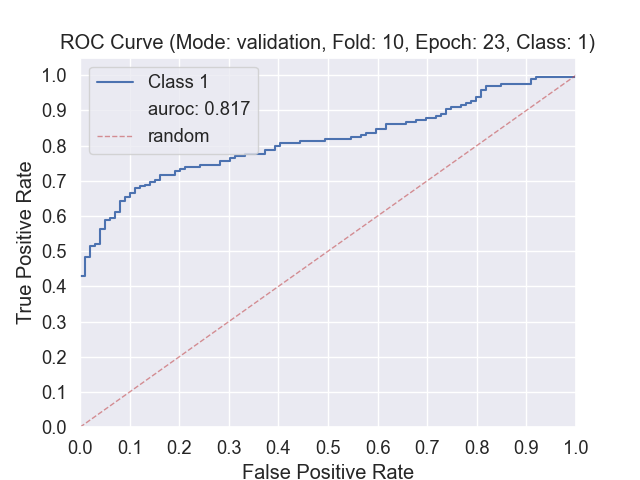 ROC Curve (Mode: validation, Fold: 10, Epoch: 23, Class: 1)
Class 1
auroc: 0.817
random
True Positive Rate
1.0
0.9
0.8
0.7
0.6
0.5
0.4
0.3
0.2
0.1
0.0
0.0 0.1 0.2 0.3 0.4 0.5 0.6 0.7 0.8 0.9 1.0
False Positive Rate